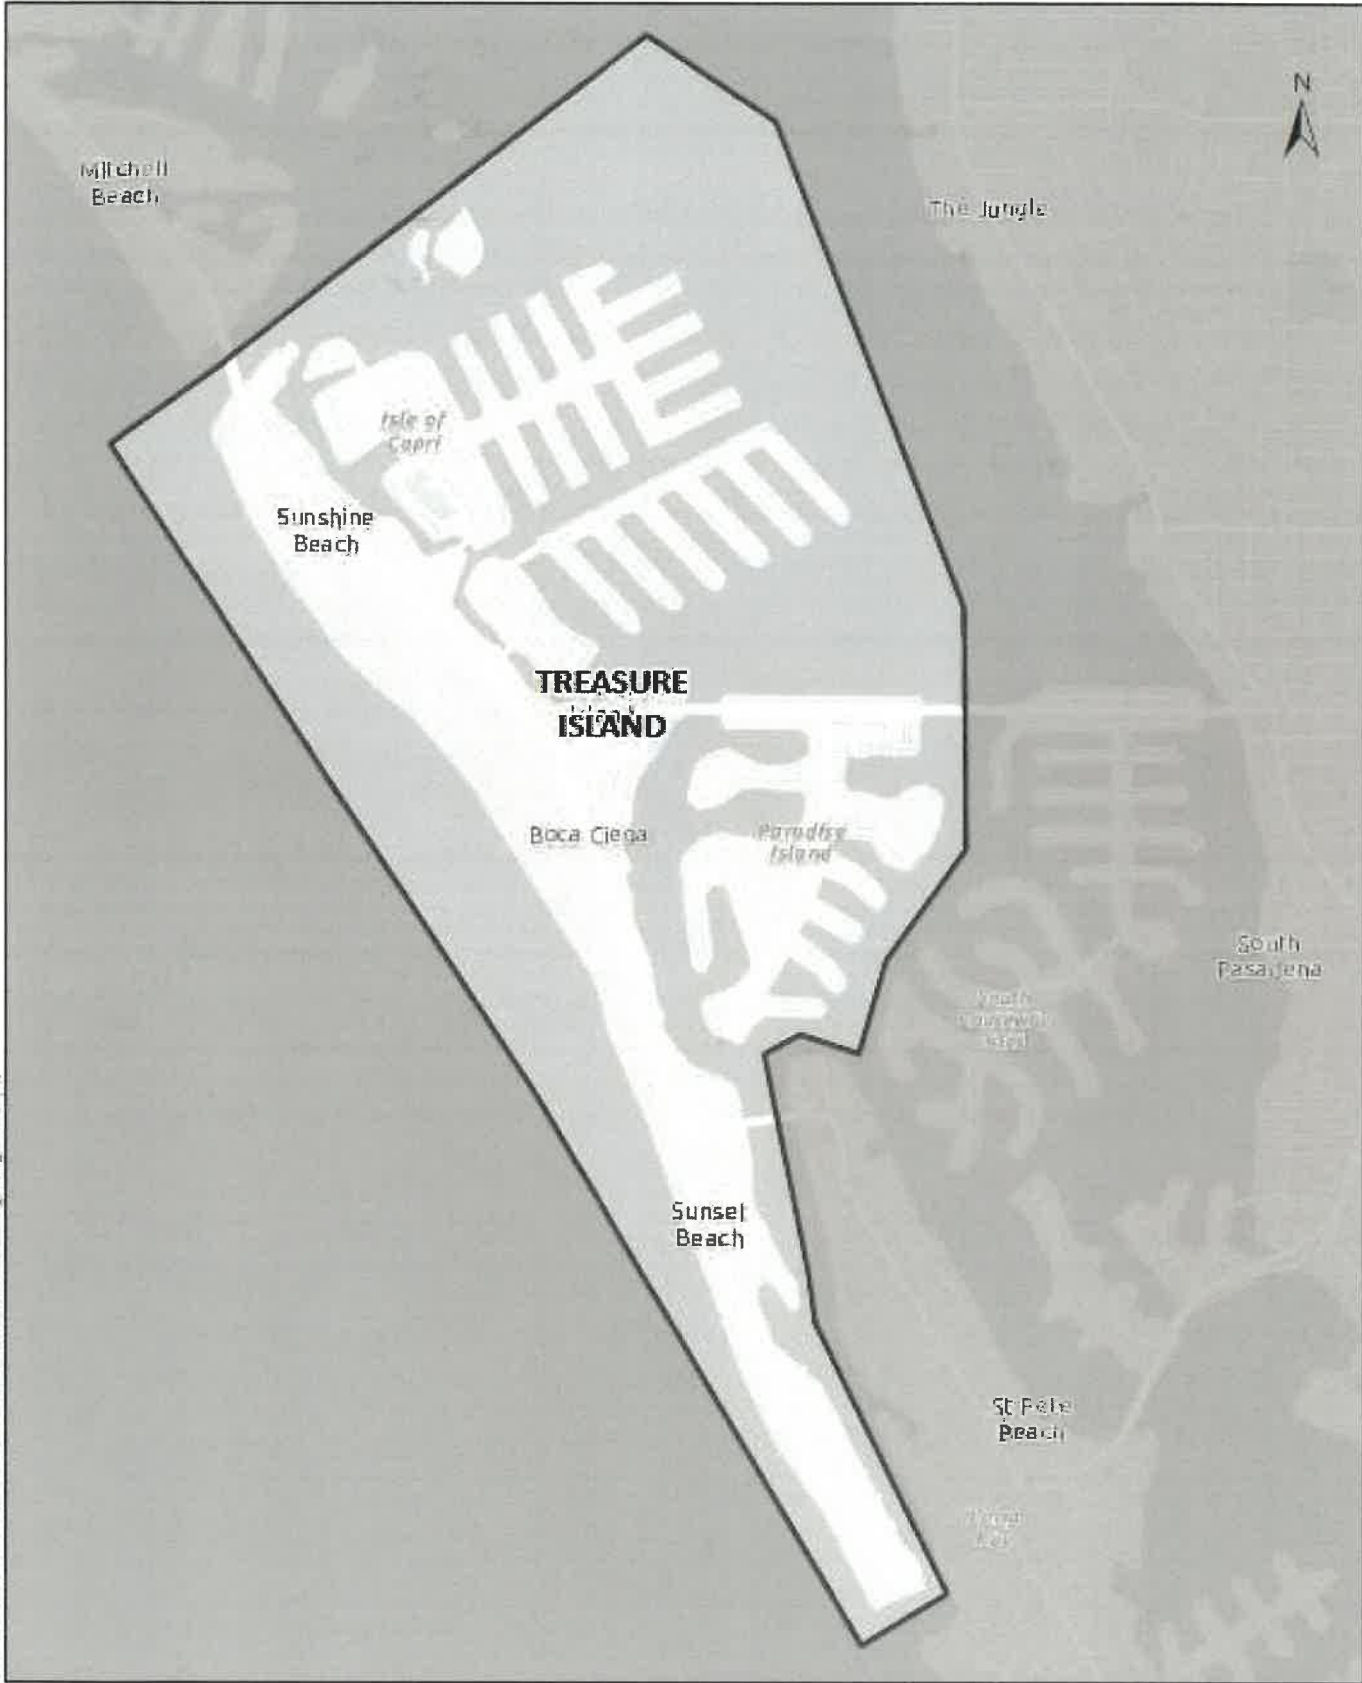 N
Mitchell
Beach
The Jungle
Isle of
Capri
Sunshine
Beach
TREASURE
ISLAND
Boca Ciega
Paradise
Island
South
Pasadena
South
Sunset
Beach
St Pete
Beach